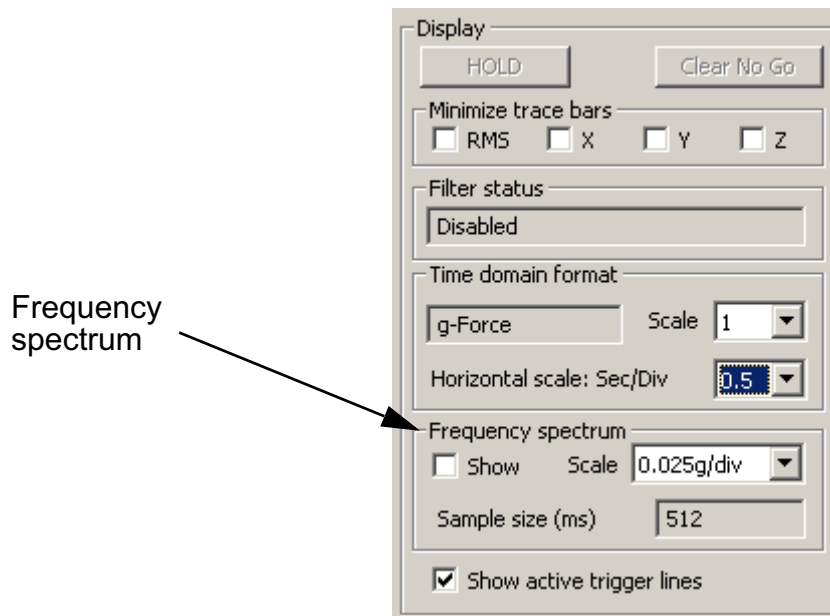 Display
HOLD Clear No Go
Minimize trace bars
RMS X Y Z
Filter status
Disabled
Time domain format
g-Force Scale 1
Horizontal scale: Sec/Div 0.5
Frequency
spectrum
Frequency spectrum
Show Scale 0.025g/div
Sample size (ms) 512
Show active trigger lines